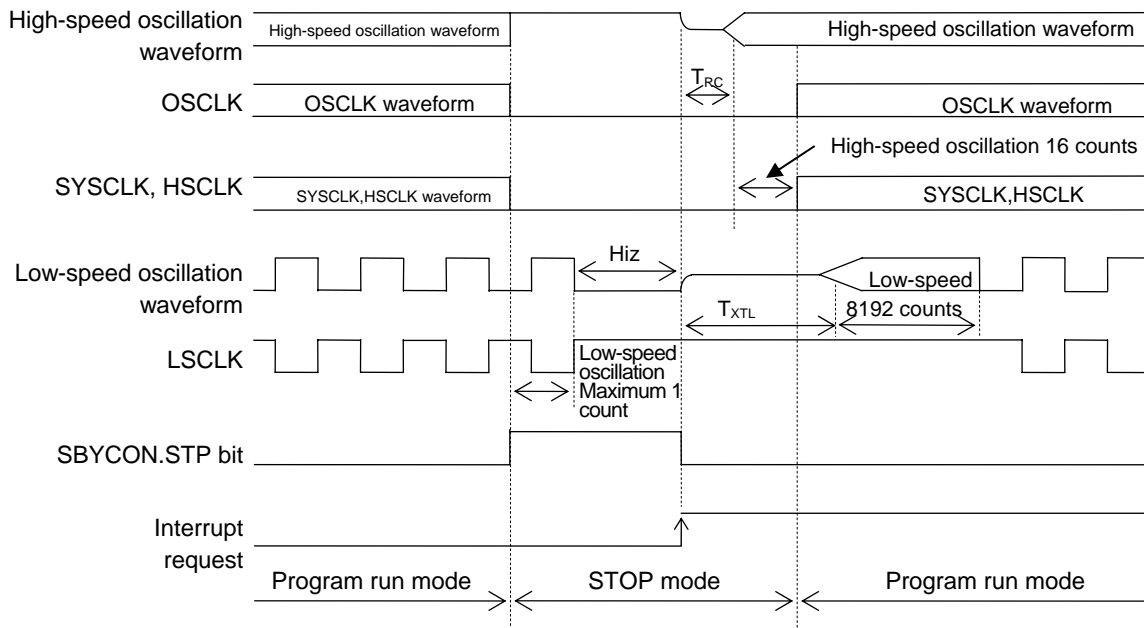 High-speed oscillation
waveform
High-speed oscillation waveform
High-speed oscillation waveform
TRC
OSCLK
OSCLK waveform
OSCLK waveform
High-speed oscillation 16 counts
SYSCLK, HSCLK
SYSCLK,HSCLK waveform
SYSCLK,HSCLK
Low-speed oscillation
waveform
Hiz
Low-speed
TXTL
8192 counts
LSCLK
Low-speed
oscillation
Maximum 1
count
SBYCON.STP bit
Interrupt
request
Program run mode
STOP mode
Program run mode